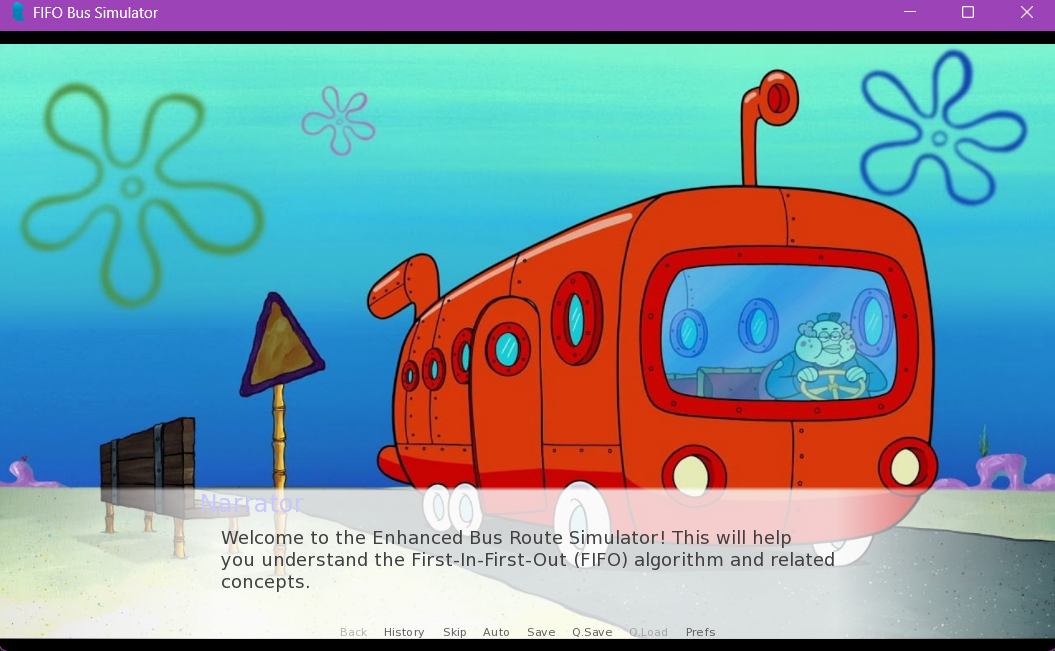 FIFO Bus Simulator
Narrator
Welcome to the Enhanced Bus Route Simulator! This will help
you understand the First-In-First-Out (FIFO) algorithm and related
concepts.
Back History Skip Auto Save Q.Save Q.Load Prefs